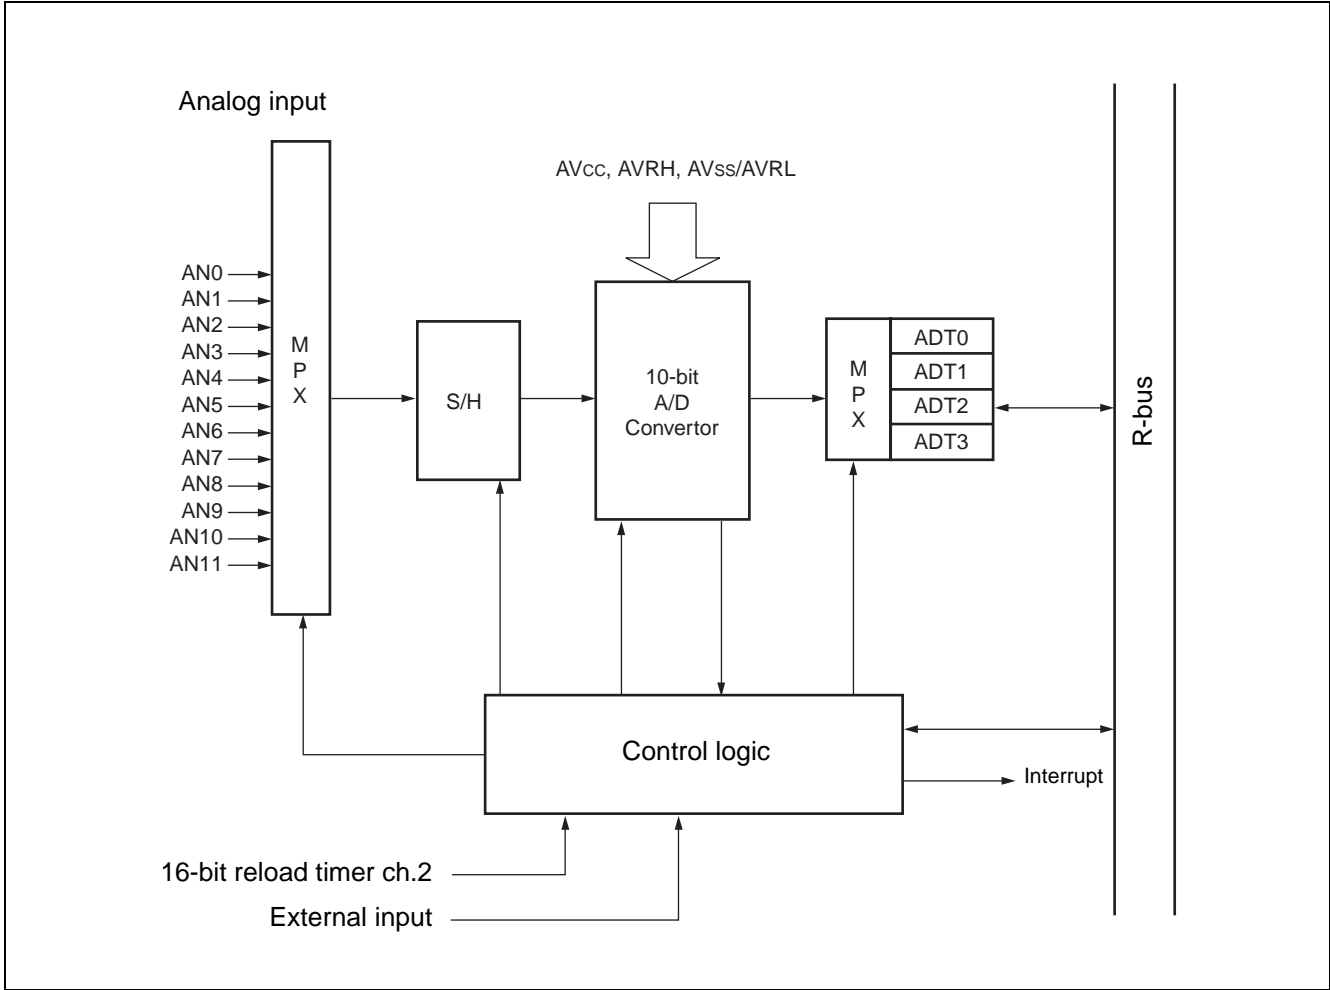 Analog input
AVCC, AVRH, AVSS/AVRL
AN0
AN1
AN2
AN3
AN4
AN5
AN6
AN7
AN8
AN9
AN10
AN11
M
P
X
S/H
10-bit
A/D
Convertor
M
P
X
ADT0
ADT1
ADT2
ADT3
R-bus
Control logic
Interrupt
16-bit reload timer ch.2
External input